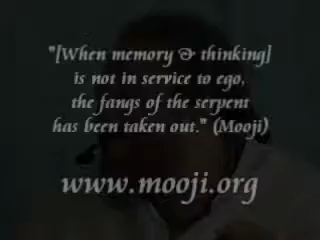 "[When memory & thinking]
is not in service to ego,
the fangs of the serpent
has been taken out." (Mooji)
www.mooji.org